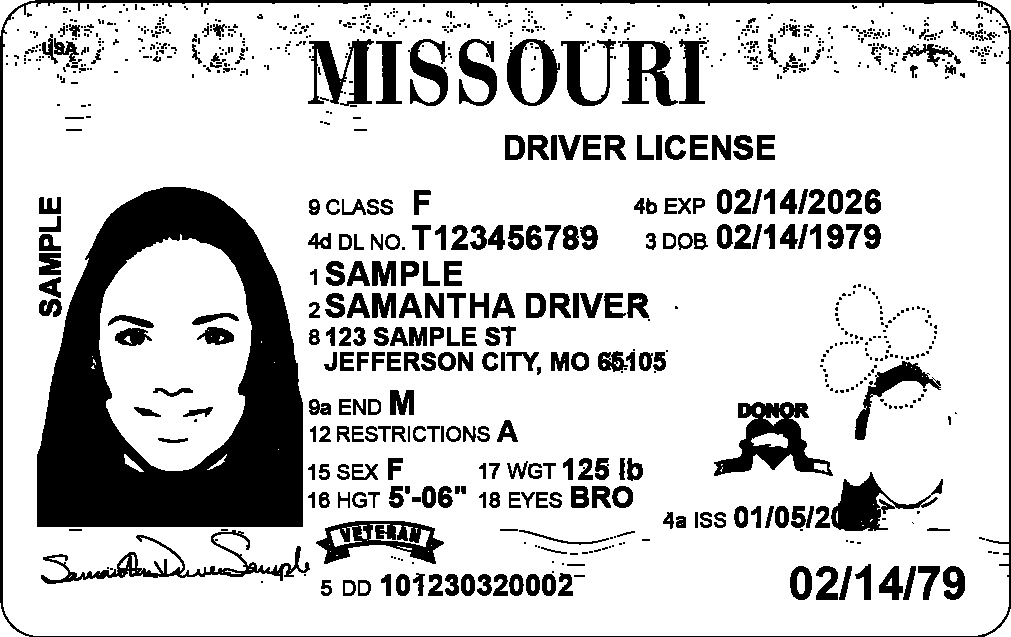 USA
MISSOURI
DRIVER LICENSE
SAMPLE
9 CLASS F 4b EXP 02/14/2026
4d DL NO. T123456789 3 DOB 02/14/1979
1 SAMPLE
2 SAMANTHA DRIVER
8 123 SAMPLE ST
JEFFERSON CITY, MO 65105
9a END M
DONOR
12 RESTRICTIONS A
15 SEX F 17 WGT 125 lb
16 HGT 5'-06" 18 EYES BRO
4a ISS 01/05/20
VETERAN
Samantha Driver Sample
5 DD 101230320002
02/14/79